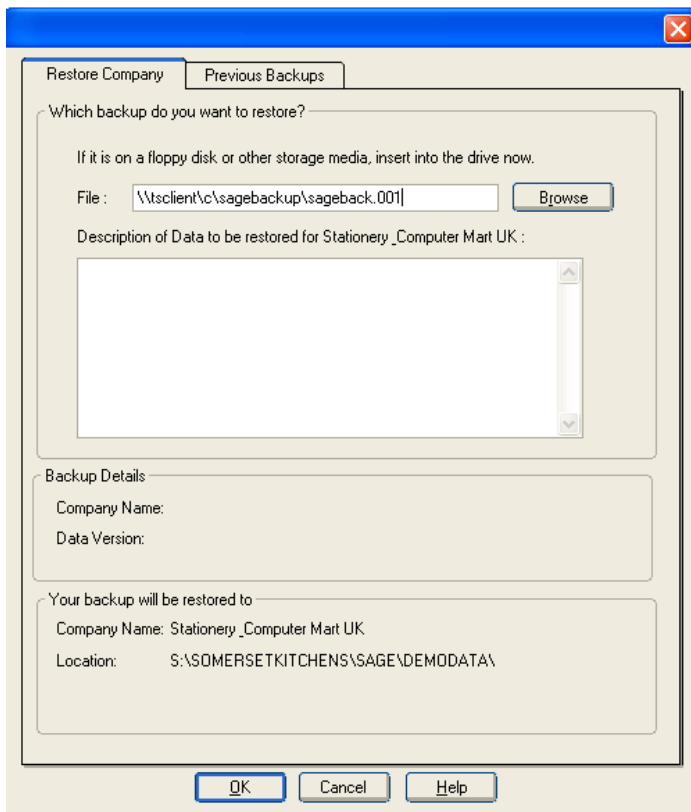 Restore Company
Previous Backups
Which backup do you want to restore?
If it is on a floppy disk or other storage media, insert into the drive now.
File : \\tsclient\c\sagebackup\sageback.001 Browse
Description of Data to be restored for Stationery _Computer Mart UK :
Backup Details
Company Name:
Data Version:
Your backup will be restored to
Company Name: Stationery _Computer Mart UK
Location: S:\SOMERSETKITCHENS\SAGE\DEMODATA\
OK Cancel Help